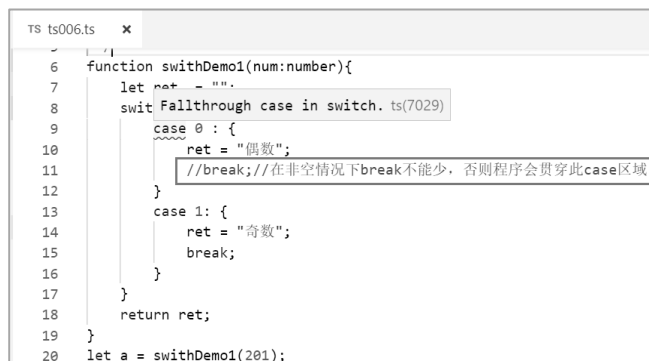 TS ts006.ts ×
6 function swithDemo1(num:number){
7 let ret = "";
8 swit
Fallthrough case in switch. ts(7029)
9 case 0 : {
10 ret = "偶数";
11 //break;//在非空情况下break不能少，否则程序会贯穿此case区域
12 }
13 case 1: {
14 ret = "奇数";
15 break;
16 }
17 }
18 return ret;
19 }
20 let a = swithDemo1(201);